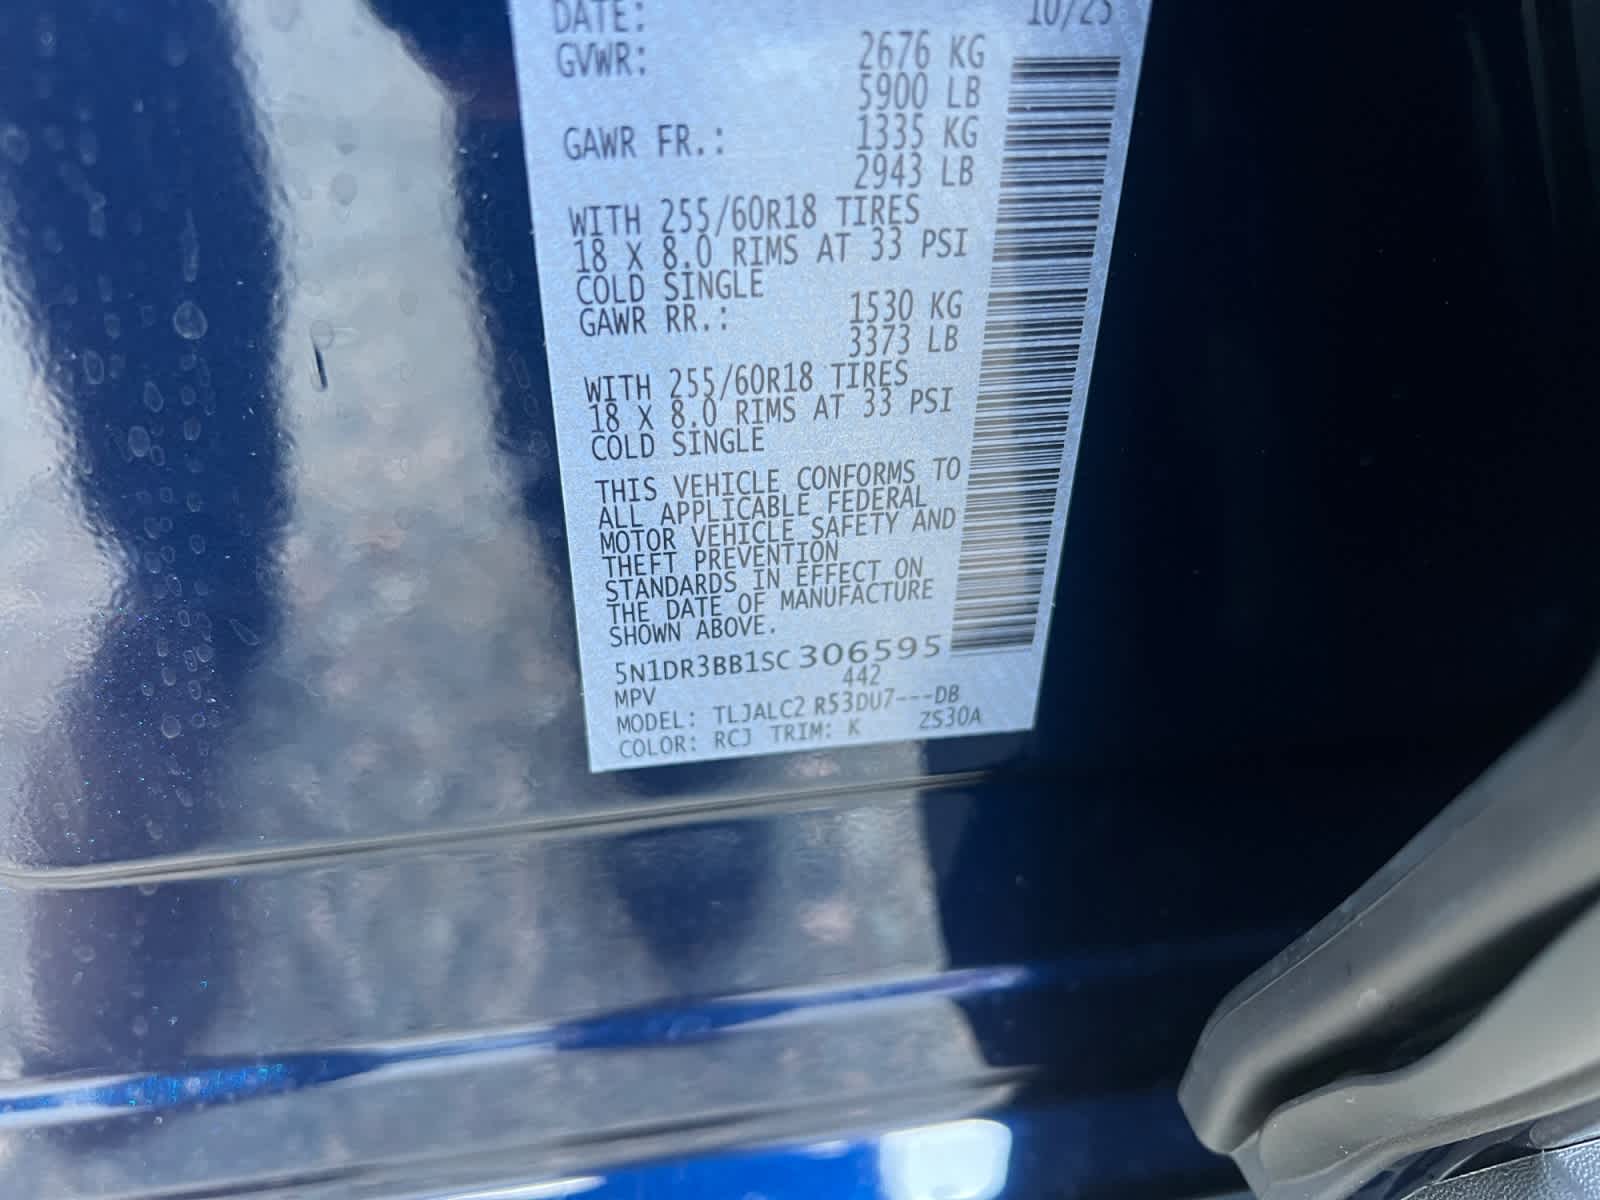 DATE: 10/25
GVWR: 2676 KG
5900 LB
GAWR FR.: 1335 KG
2943 LB
WITH 255/60R18 TIRES
18 X 8.0 RIMS AT 33 PSI
COLD SINGLE
GAWR RR.: 1530 KG
3373 LB
WITH 255/60R18 TIRES
18 X 8.0 RIMS AT 33 PSI
COLD SINGLE
THIS VEHICLE CONFORMS TO
ALL APPLICABLE FEDERAL
MOTOR VEHICLE SAFETY AND
THEFT PREVENTION
STANDARDS IN EFFECT ON
THE DATE OF MANUFACTURE
SHOWN ABOVE.
5N1DR3BB1SC306595
MPV 442
MODEL: TLJALC2 R53DU7---DB
COLOR: RCJ TRIM: K ZS30A